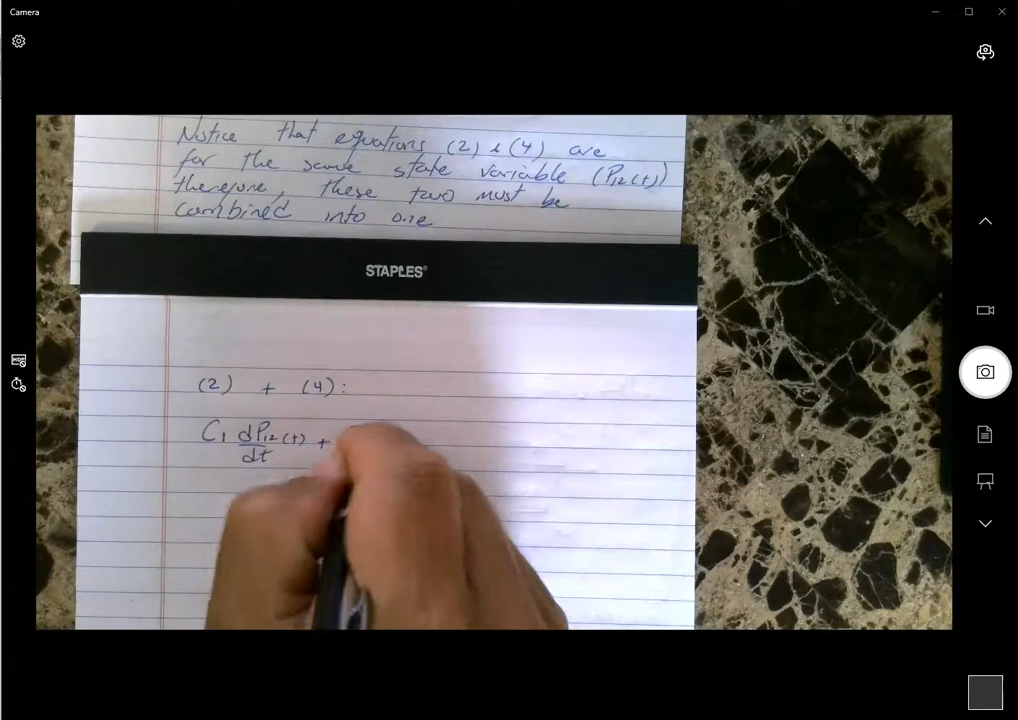 Camera
Notice that equations (2) & (4) are
for the same state variable (P12(t))
therefore, these two must be
combined into one
STAPLES®
(2) + (4):
C1 dP12(t) +
dt